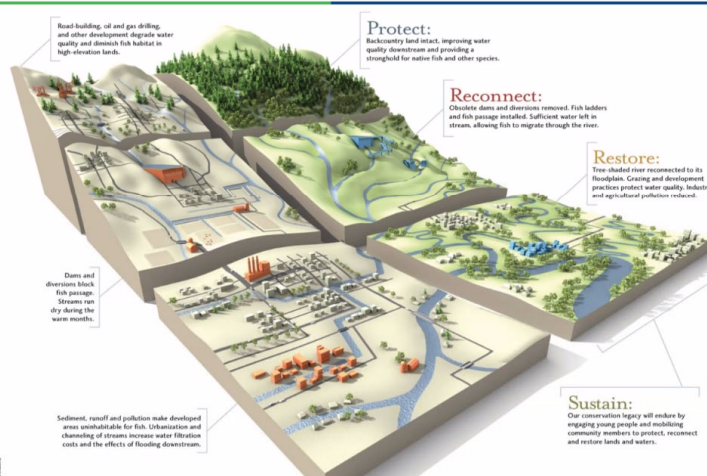 Road-building, oil and gas drilling,
and other development degrade water
quality and diminish fish habitat in
high-elevation lands.
Protect:
Backcountry land intact, improving water
quality downstream and providing a
stronghold for native fish and other species.
Reconnect:
Obsolete dams and diversions removed. Fish ladders
and fish passage installed. Sufficient water left in
stream, allowing fish to migrate through the river.
Restore:
Tree-shaded river reconnected to its
floodplain. Grazing and development
practices protect water quality. Industr
and agricultural pollution reduced.
Dams and
diversions block
fish passage.
Streams run
dry during the
warm months.
Sediment, runoff and pollution make developed
areas uninhabitable for fish. Urbanization and
channeling of streams increase water filtration
costs and the effects of flooding downstream.
Sustain:
Our conservation legacy will endure by
engaging young people and mobilizing
community members to protect, reconnect
and restore lands and waters.